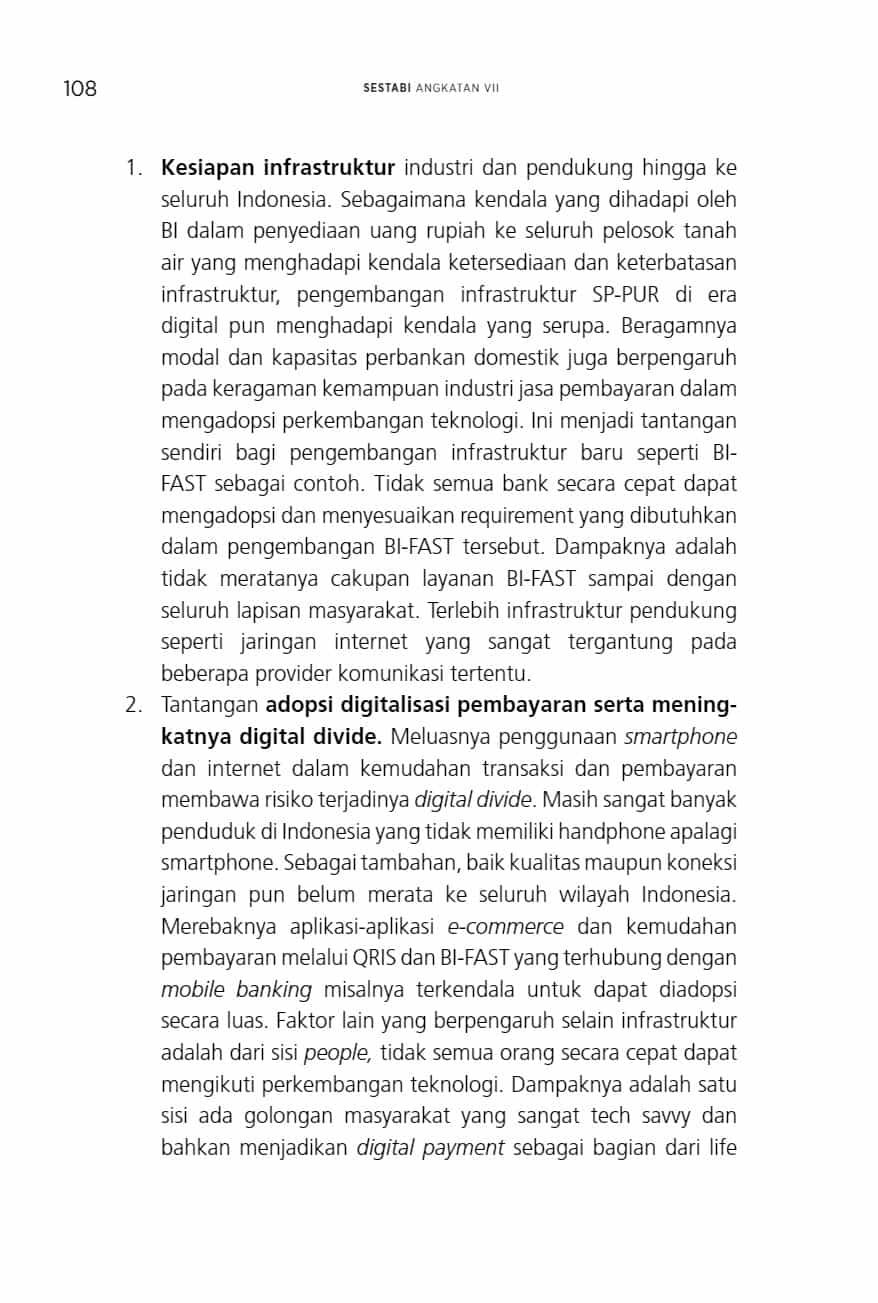 108
SESTABI ANGKATAN VII
1. Kesiapan infrastruktur industri dan pendukung hingga ke
seluruh Indonesia. Sebagaimana kendala yang dihadapi oleh
BI dalam penyediaan uang rupiah ke seluruh pelosok tanah
air yang menghadapi kendala ketersediaan dan keterbatasan
infrastruktur, pengembangan infrastruktur SP-PUR di era
digital pun menghadapi kendala yang serupa. Beragamnya
modal dan kapasitas perbankan domestik juga berpengaruh
pada keragaman kemampuan industri jasa pembayaran dalam
mengadopsi perkembangan teknologi. Ini menjadi tantangan
sendiri bagi pengembangan infrastruktur baru seperti BI-
FAST sebagai contoh. Tidak semua bank secara cepat dapat
mengadopsi dan menyesuaikan requirement yang dibutuhkan
dalam pengembangan BI-FAST tersebut. Dampaknya adalah
tidak meratanya cakupan layanan BI-FAST sampai dengan
seluruh lapisan masyarakat. Terlebih infrastruktur pendukung
seperti jaringan internet yang sangat tergantung pada
beberapa provider komunikasi tertentu.
2. Tantangan adopsi digitalisasi pembayaran serta mening-
katnya digital divide. Meluasnya penggunaan smartphone
dan internet dalam kemudahan transaksi dan pembayaran
membawa risiko terjadinya digital divide. Masih sangat banyak
penduduk di Indonesia yang tidak memiliki handphone apalagi
smartphone. Sebagai tambahan, baik kualitas maupun koneksi
jaringan pun belum merata ke seluruh wilayah Indonesia.
Merebaknya aplikasi-aplikasi e-commerce dan kemudahan
pembayaran melalui QRIS dan BI-FAST yang terhubung dengan
mobile banking misalnya terkendala untuk dapat diadopsi
secara luas. Faktor lain yang berpengaruh selain infrastruktur
adalah dari sisi people, tidak semua orang secara cepat dapat
mengikuti perkembangan teknologi. Dampaknya adalah satu
sisi ada golongan masyarakat yang sangat tech savvy dan
bahkan menjadikan digital payment sebagai bagian dari life